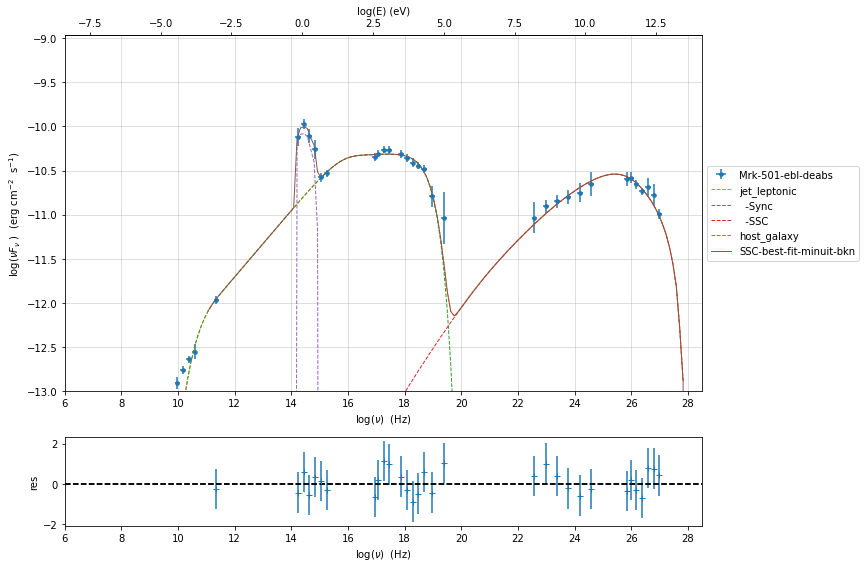 log(E) (eV)
−7.5 −5.0 −2.5 0.0 2.5 5.0 7.5 10.0 12.5
−9.0
−9.5
−10.0
−10.5
−11.0
−11.5
−12.0
−12.5
−13.0
log(νF_ν ) (erg cm⁻² s⁻¹)
6 8 10 12 14 16 18 20 22 24 26 28
log(ν) (Hz)
Mrk-501-ebl-deabs
jet_leptonic
-Sync
-SSC
host_galaxy
SSC-best-fit-minuit-bkn
2
0
−2
res
6 8 10 12 14 16 18 20 22 24 26 28
log(ν) (Hz)